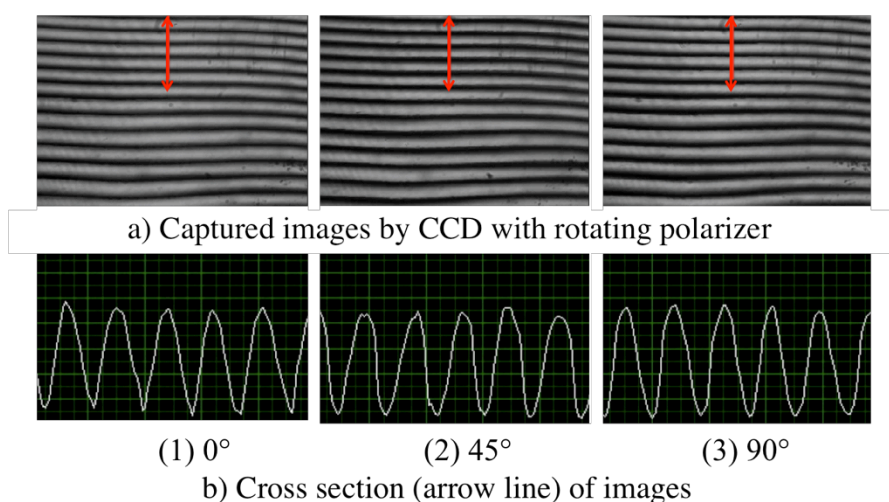 a) Captured images by CCD with rotating polarizer
(1) 0° (2) 45° (3) 90°
b) Cross section (arrow line) of images